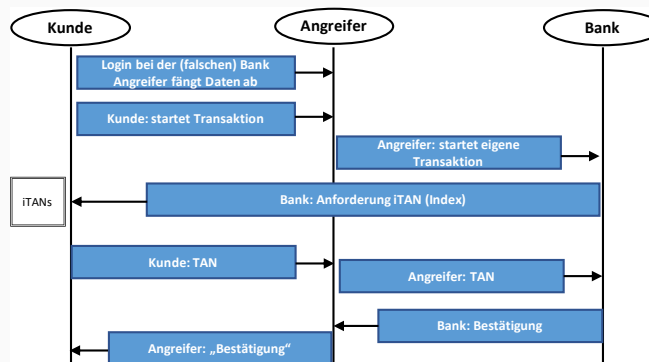 Kunde
Angreifer
Bank
Login bei der (falschen) Bank
Angreifer fängt Daten ab
Kunde: startet Transaktion
Angreifer: startet eigene
Transaktion
iTANs
Bank: Anforderung iTAN (Index)
Kunde: TAN
Angreifer: TAN
Bank: Bestätigung
Angreifer: „Bestätigung“